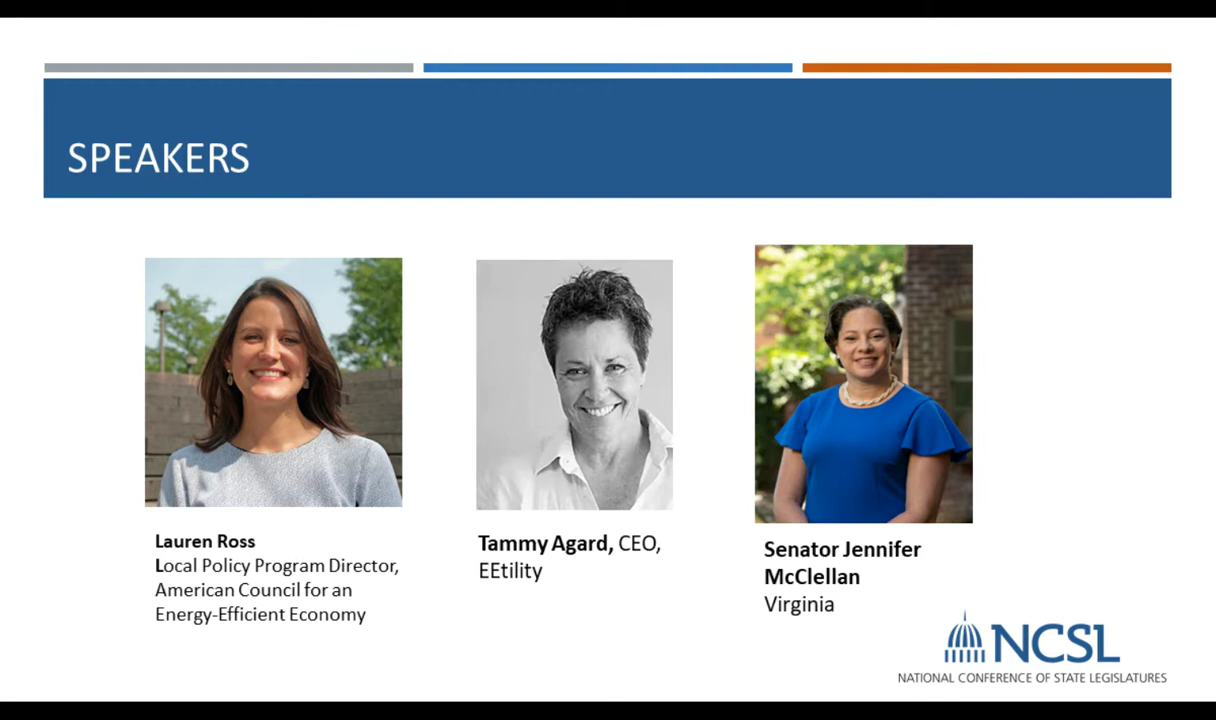 SPEAKERS
Lauren Ross
Local Policy Program Director,
American Council for an
Energy-Efficient Economy
Tammy Agard, CEO,
EEtility
Senator Jennifer
McClellan
Virginia
NCSL
NATIONAL CONFERENCE OF STATE LEGISLATURES